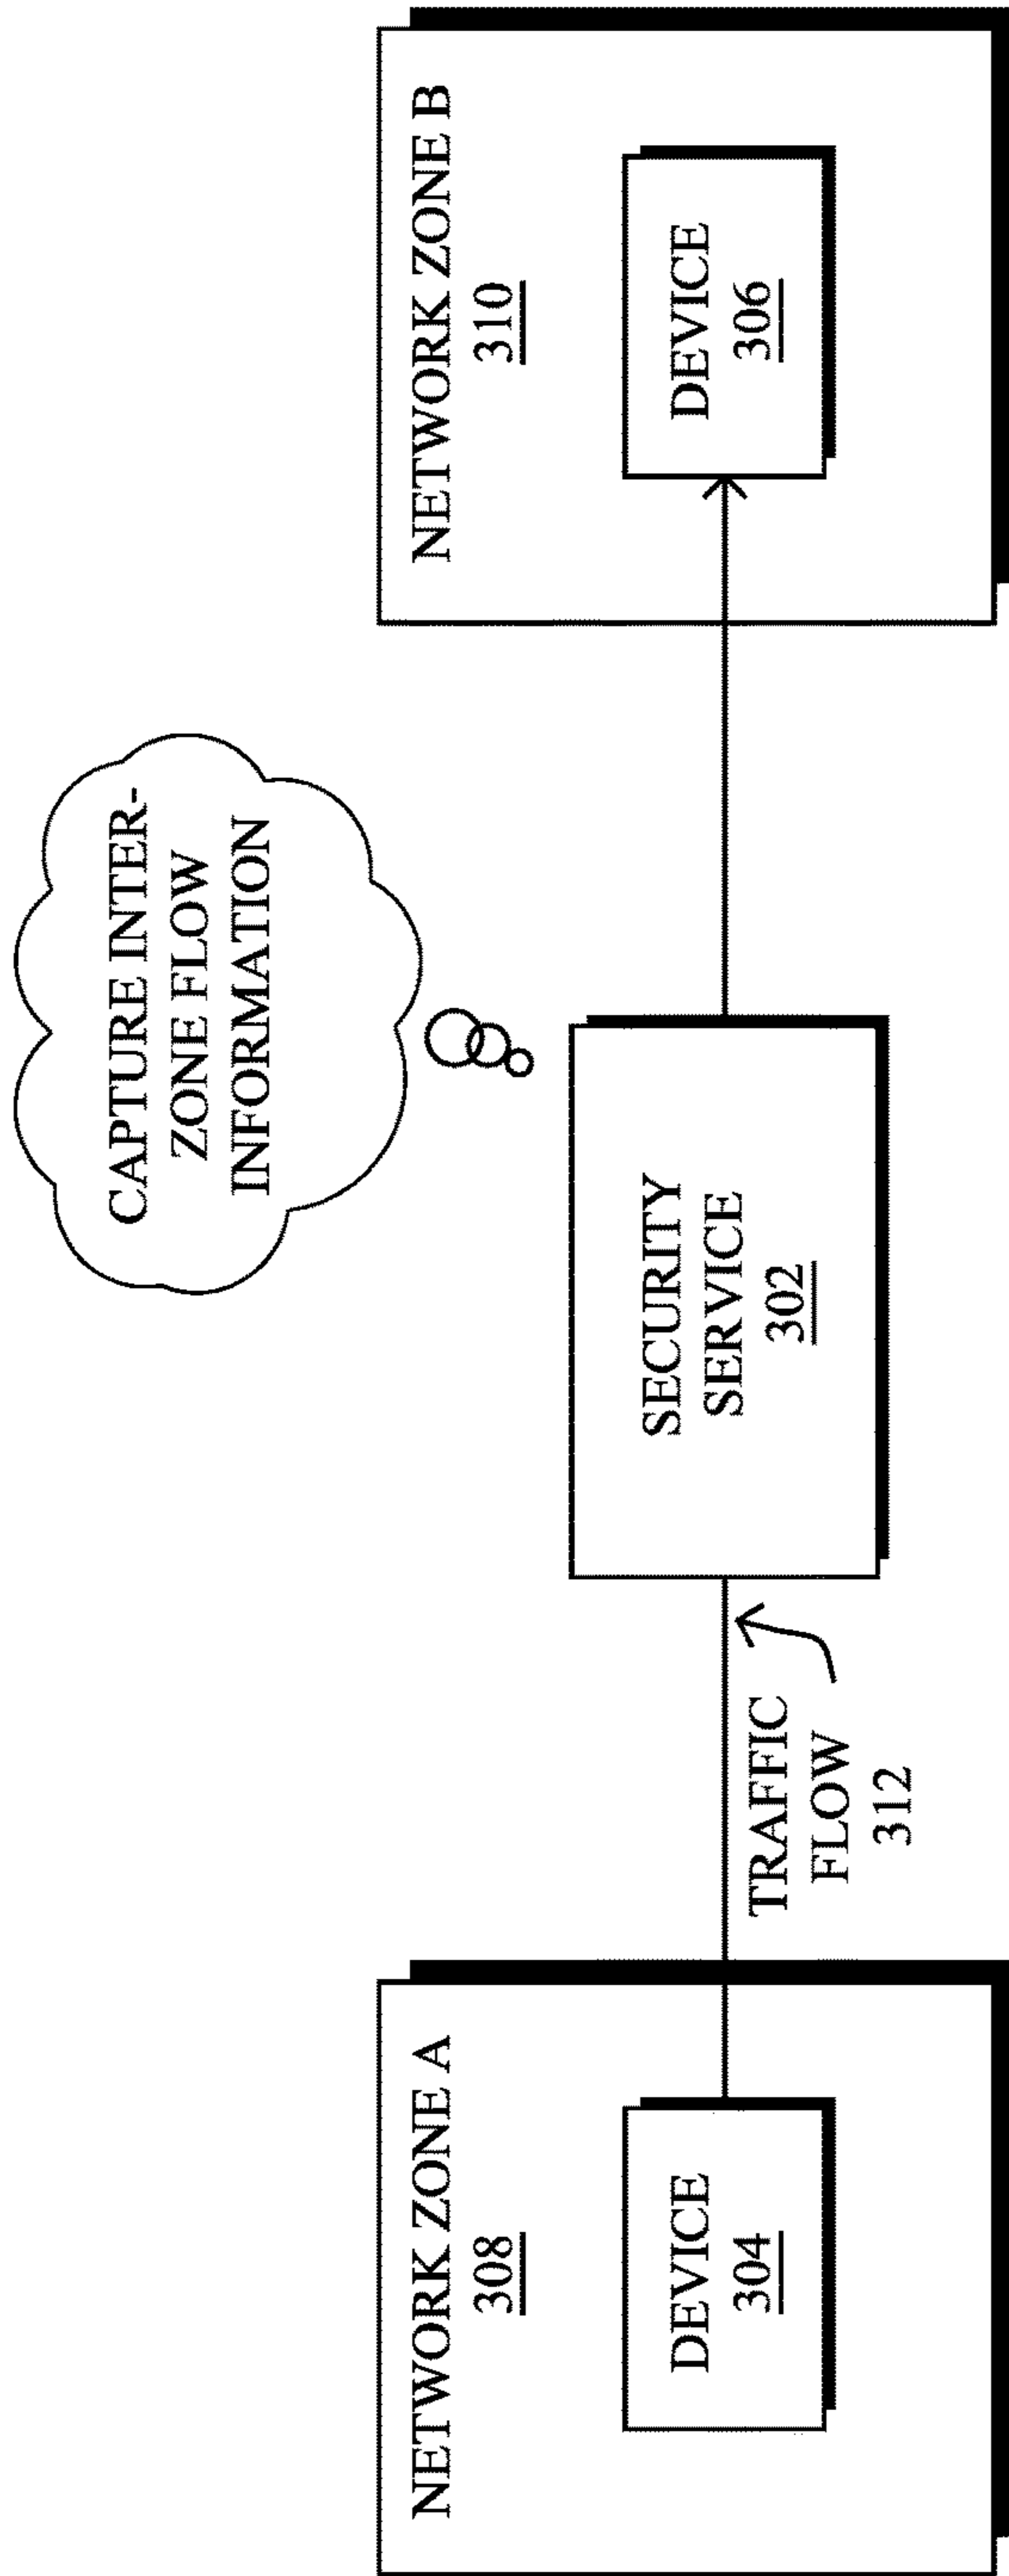 CAPTURE INTER-
ZONE FLOW
INFORMATION
NETWORK ZONE A
308
DEVICE
304
TRAFFIC
FLOW
312
SECURITY
SERVICE
302
NETWORK ZONE B
310
DEVICE
306